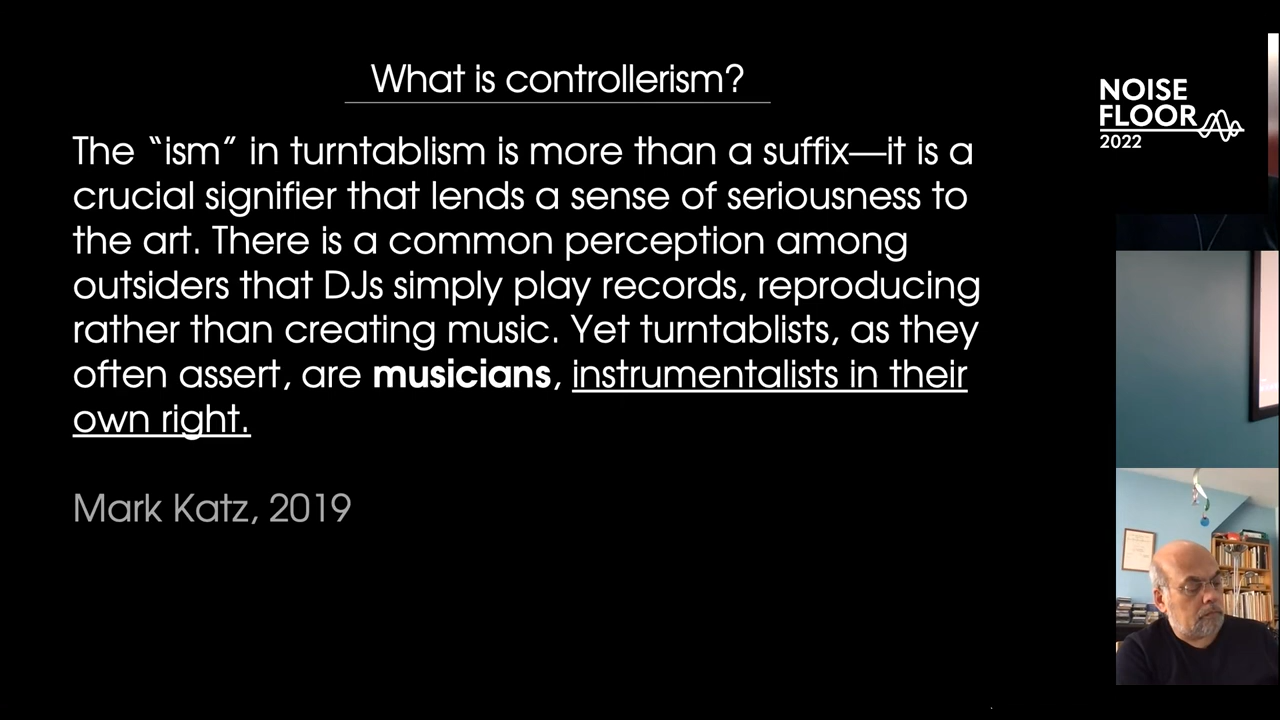 What is controllerism?
The “ism” in turntablism is more than a suffix—it is a
crucial signifier that lends a sense of seriousness to
the art. There is a common perception among
outsiders that DJs simply play records, reproducing
rather than creating music. Yet turntablists, as they
often assert, are musicians, instrumentalists in their
own right.
Mark Katz, 2019
NOISE
FLOOR
2022